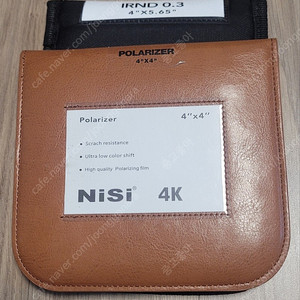 IRND 0.3
4"X5.65"
POLARIZER
4"X4"
Polarizer 4"x4"
Scrach resistance
Ultra low color shift
High quality Polarizing film
NiSi 4K